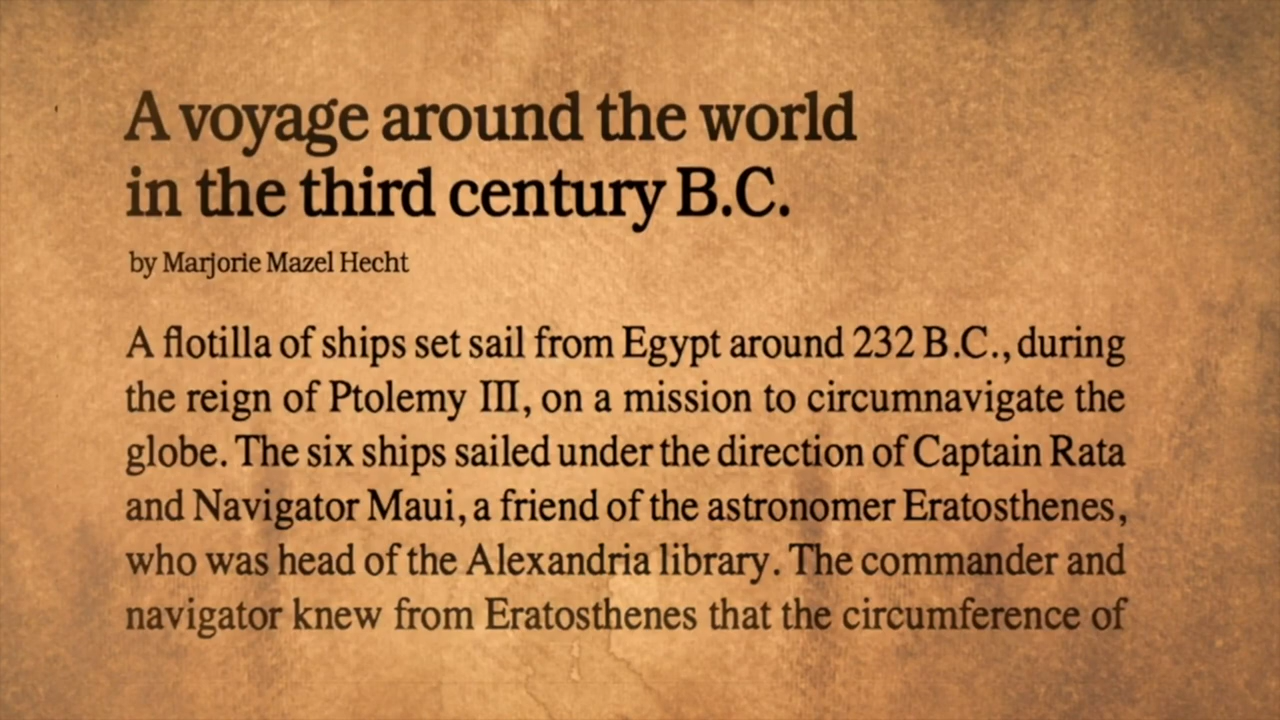 A voyage around the world
in the third century B.C.
by Marjorie Mazel Hecht
A flotilla of ships set sail from Egypt around 232 B.C., during
the reign of Ptolemy III, on a mission to circumnavigate the
globe. The six ships sailed under the direction of Captain Rata
and Navigator Maui, a friend of the astronomer Eratosthenes,
who was head of the Alexandria library. The commander and
navigator knew from Eratosthenes that the circumference of